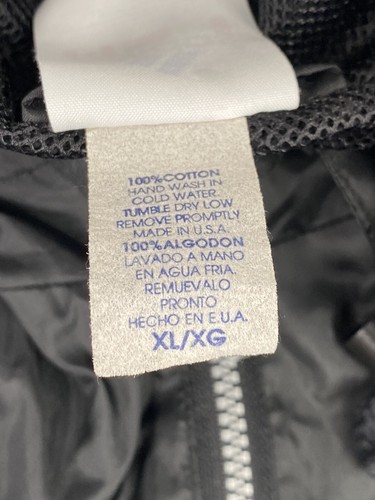 100%COTTON
HAND WASH IN
COLD WATER.
TUMBLE DRY LOW
REMOVE PROMPTLY
MADE IN U.S.A.
100%ALGODON
LAVADO A MANO
EN AGUA FRIA.
REMUEVALO
PRONTO
HECHO EN E.U.A.
XL/XG